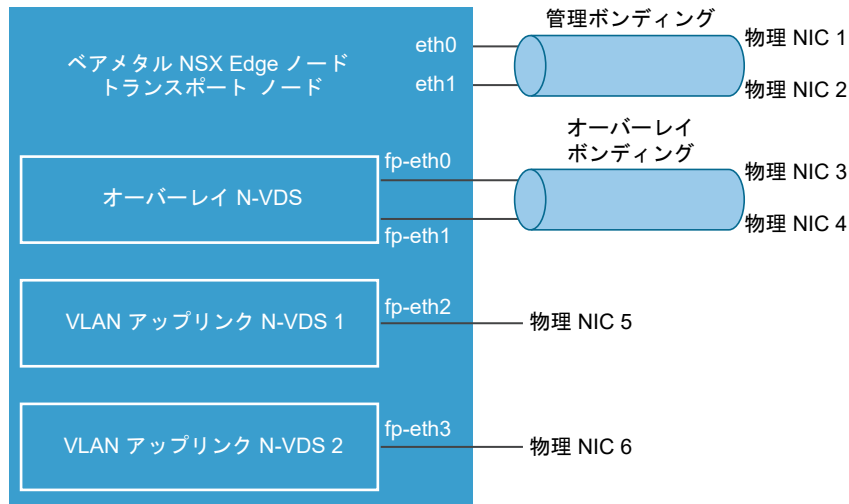 管理ボンディング
物理 NIC 1
eth0
ベアメタル NSX Edge ノード
トランスポート ノード
eth1
物理 NIC 2
オーバーレイ
ボンディング
fp-eth0
物理 NIC 3
オーバーレイ N-VDS
物理 NIC 4
fp-eth1
fp-eth2
VLAN アップリンク N-VDS 1
物理 NIC 5
fp-eth3
VLAN アップリンク N-VDS 2
物理 NIC 6